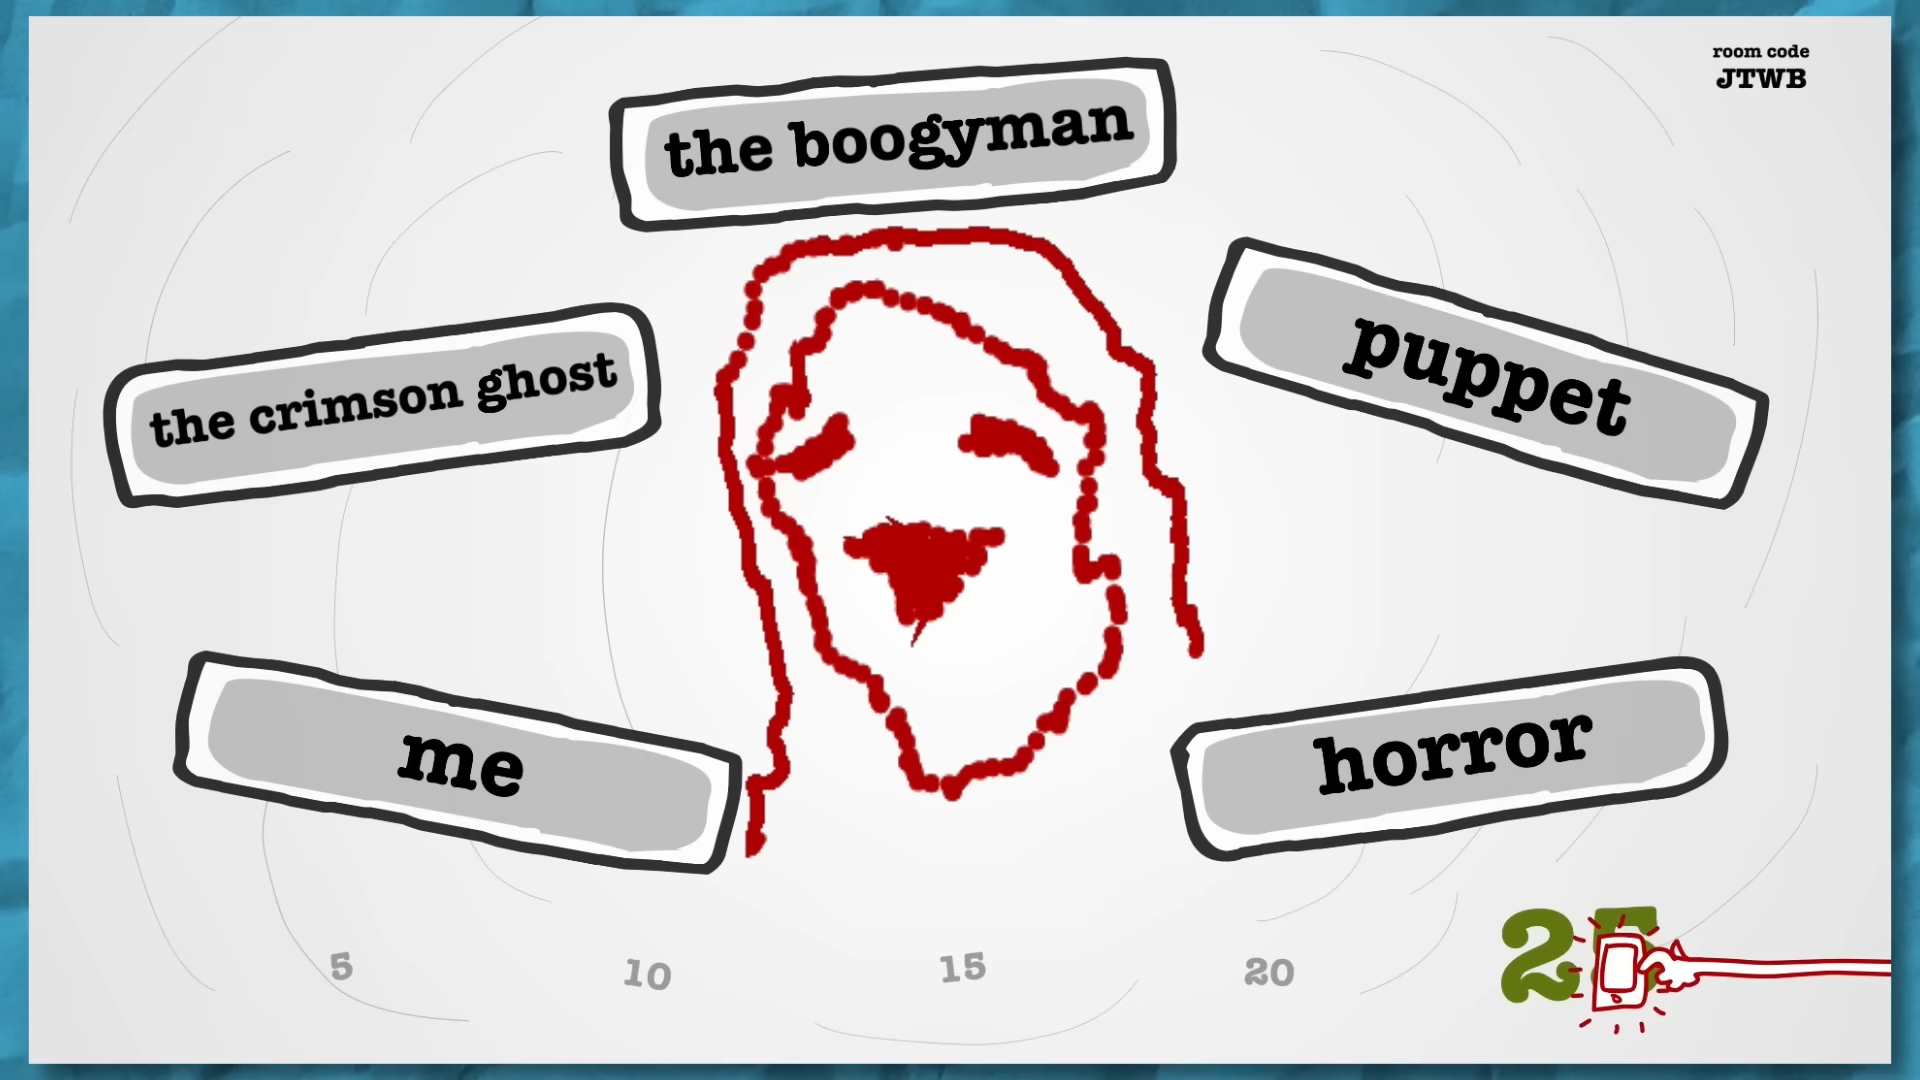 room code
JTWB
the boogyman
the crimson ghost
puppet
me
horror
5
10
15
20